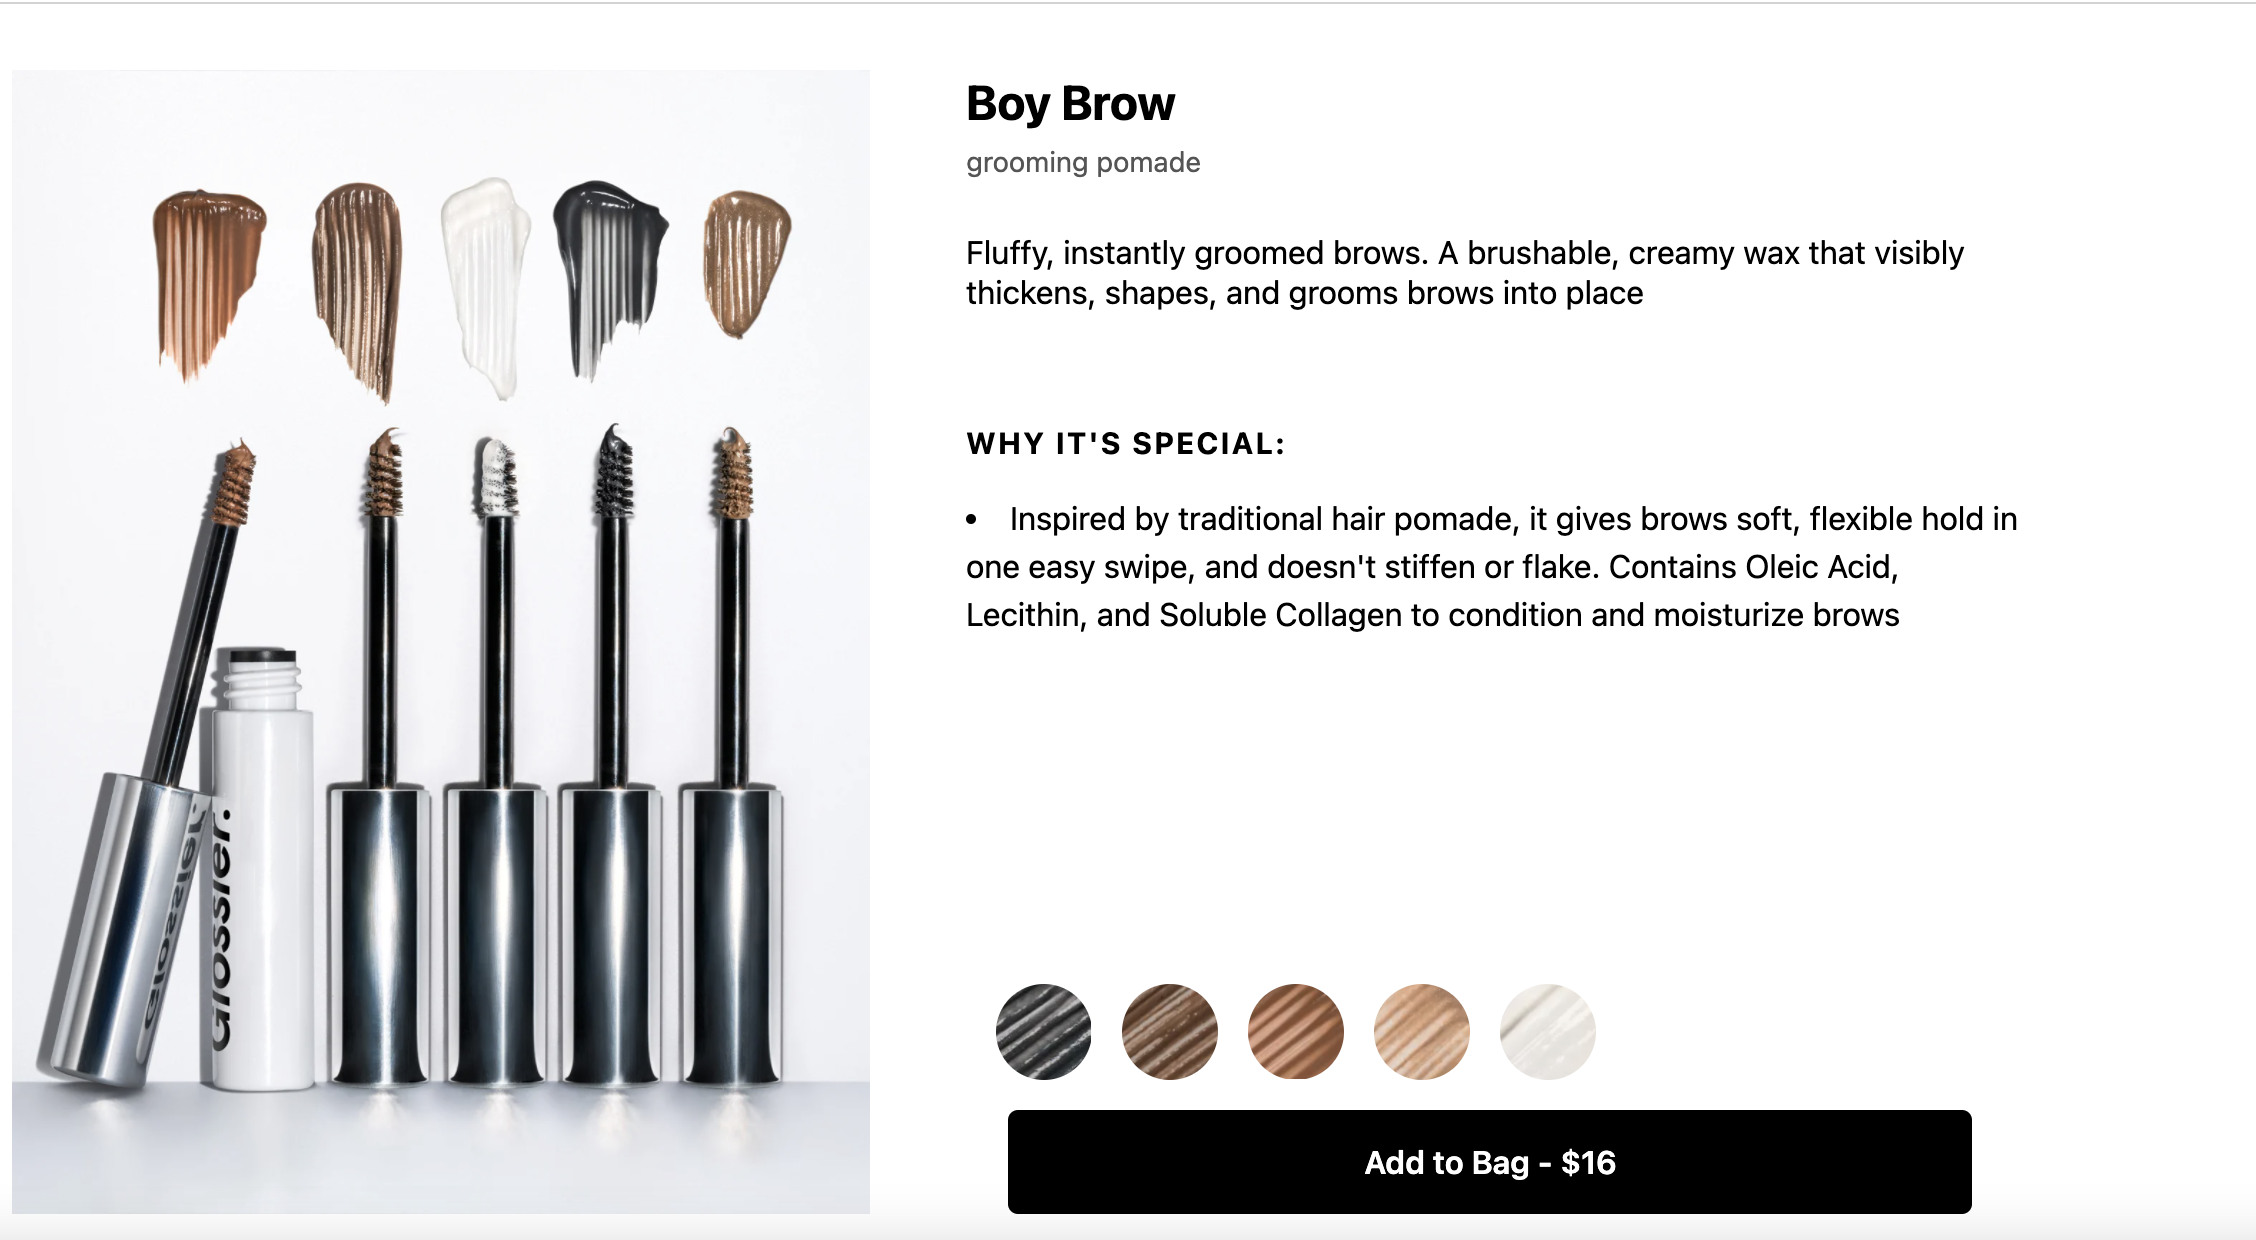 Boy Brow
grooming pomade
Fluffy, instantly groomed brows. A brushable, creamy wax that visibly
thickens, shapes, and grooms brows into place
WHY IT'S SPECIAL:
• Inspired by traditional hair pomade, it gives brows soft, flexible hold in
one easy swipe, and doesn't stiffen or flake. Contains Oleic Acid,
Lecithin, and Soluble Collagen to condition and moisturize brows
Glossier.
Glossier.
Add to Bag - $16